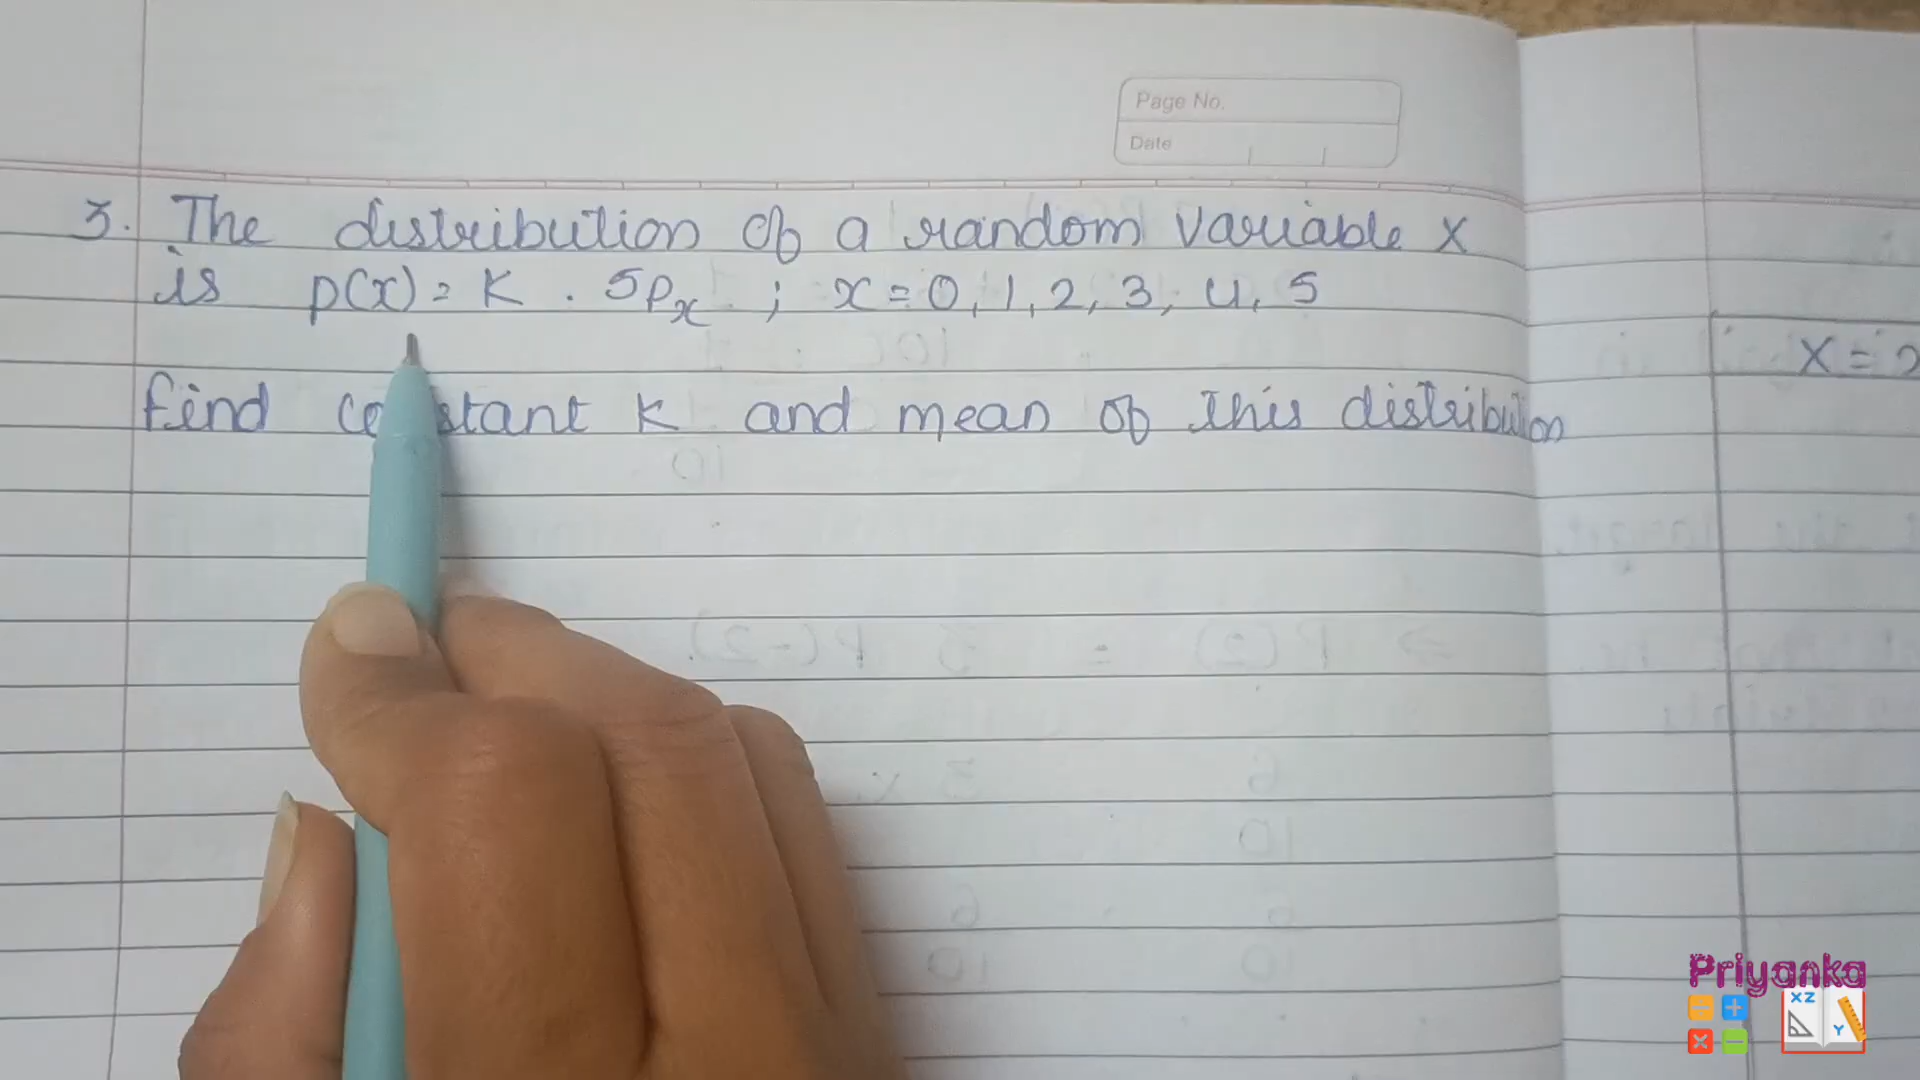 Page No.
Date
3. The distribution of a random variable X
is p(x) = K . 5Px ; x = 0, 1, 2, 3, 4, 5
find constant K and mean of this distribution
X =
Priyanka
XZ
Y